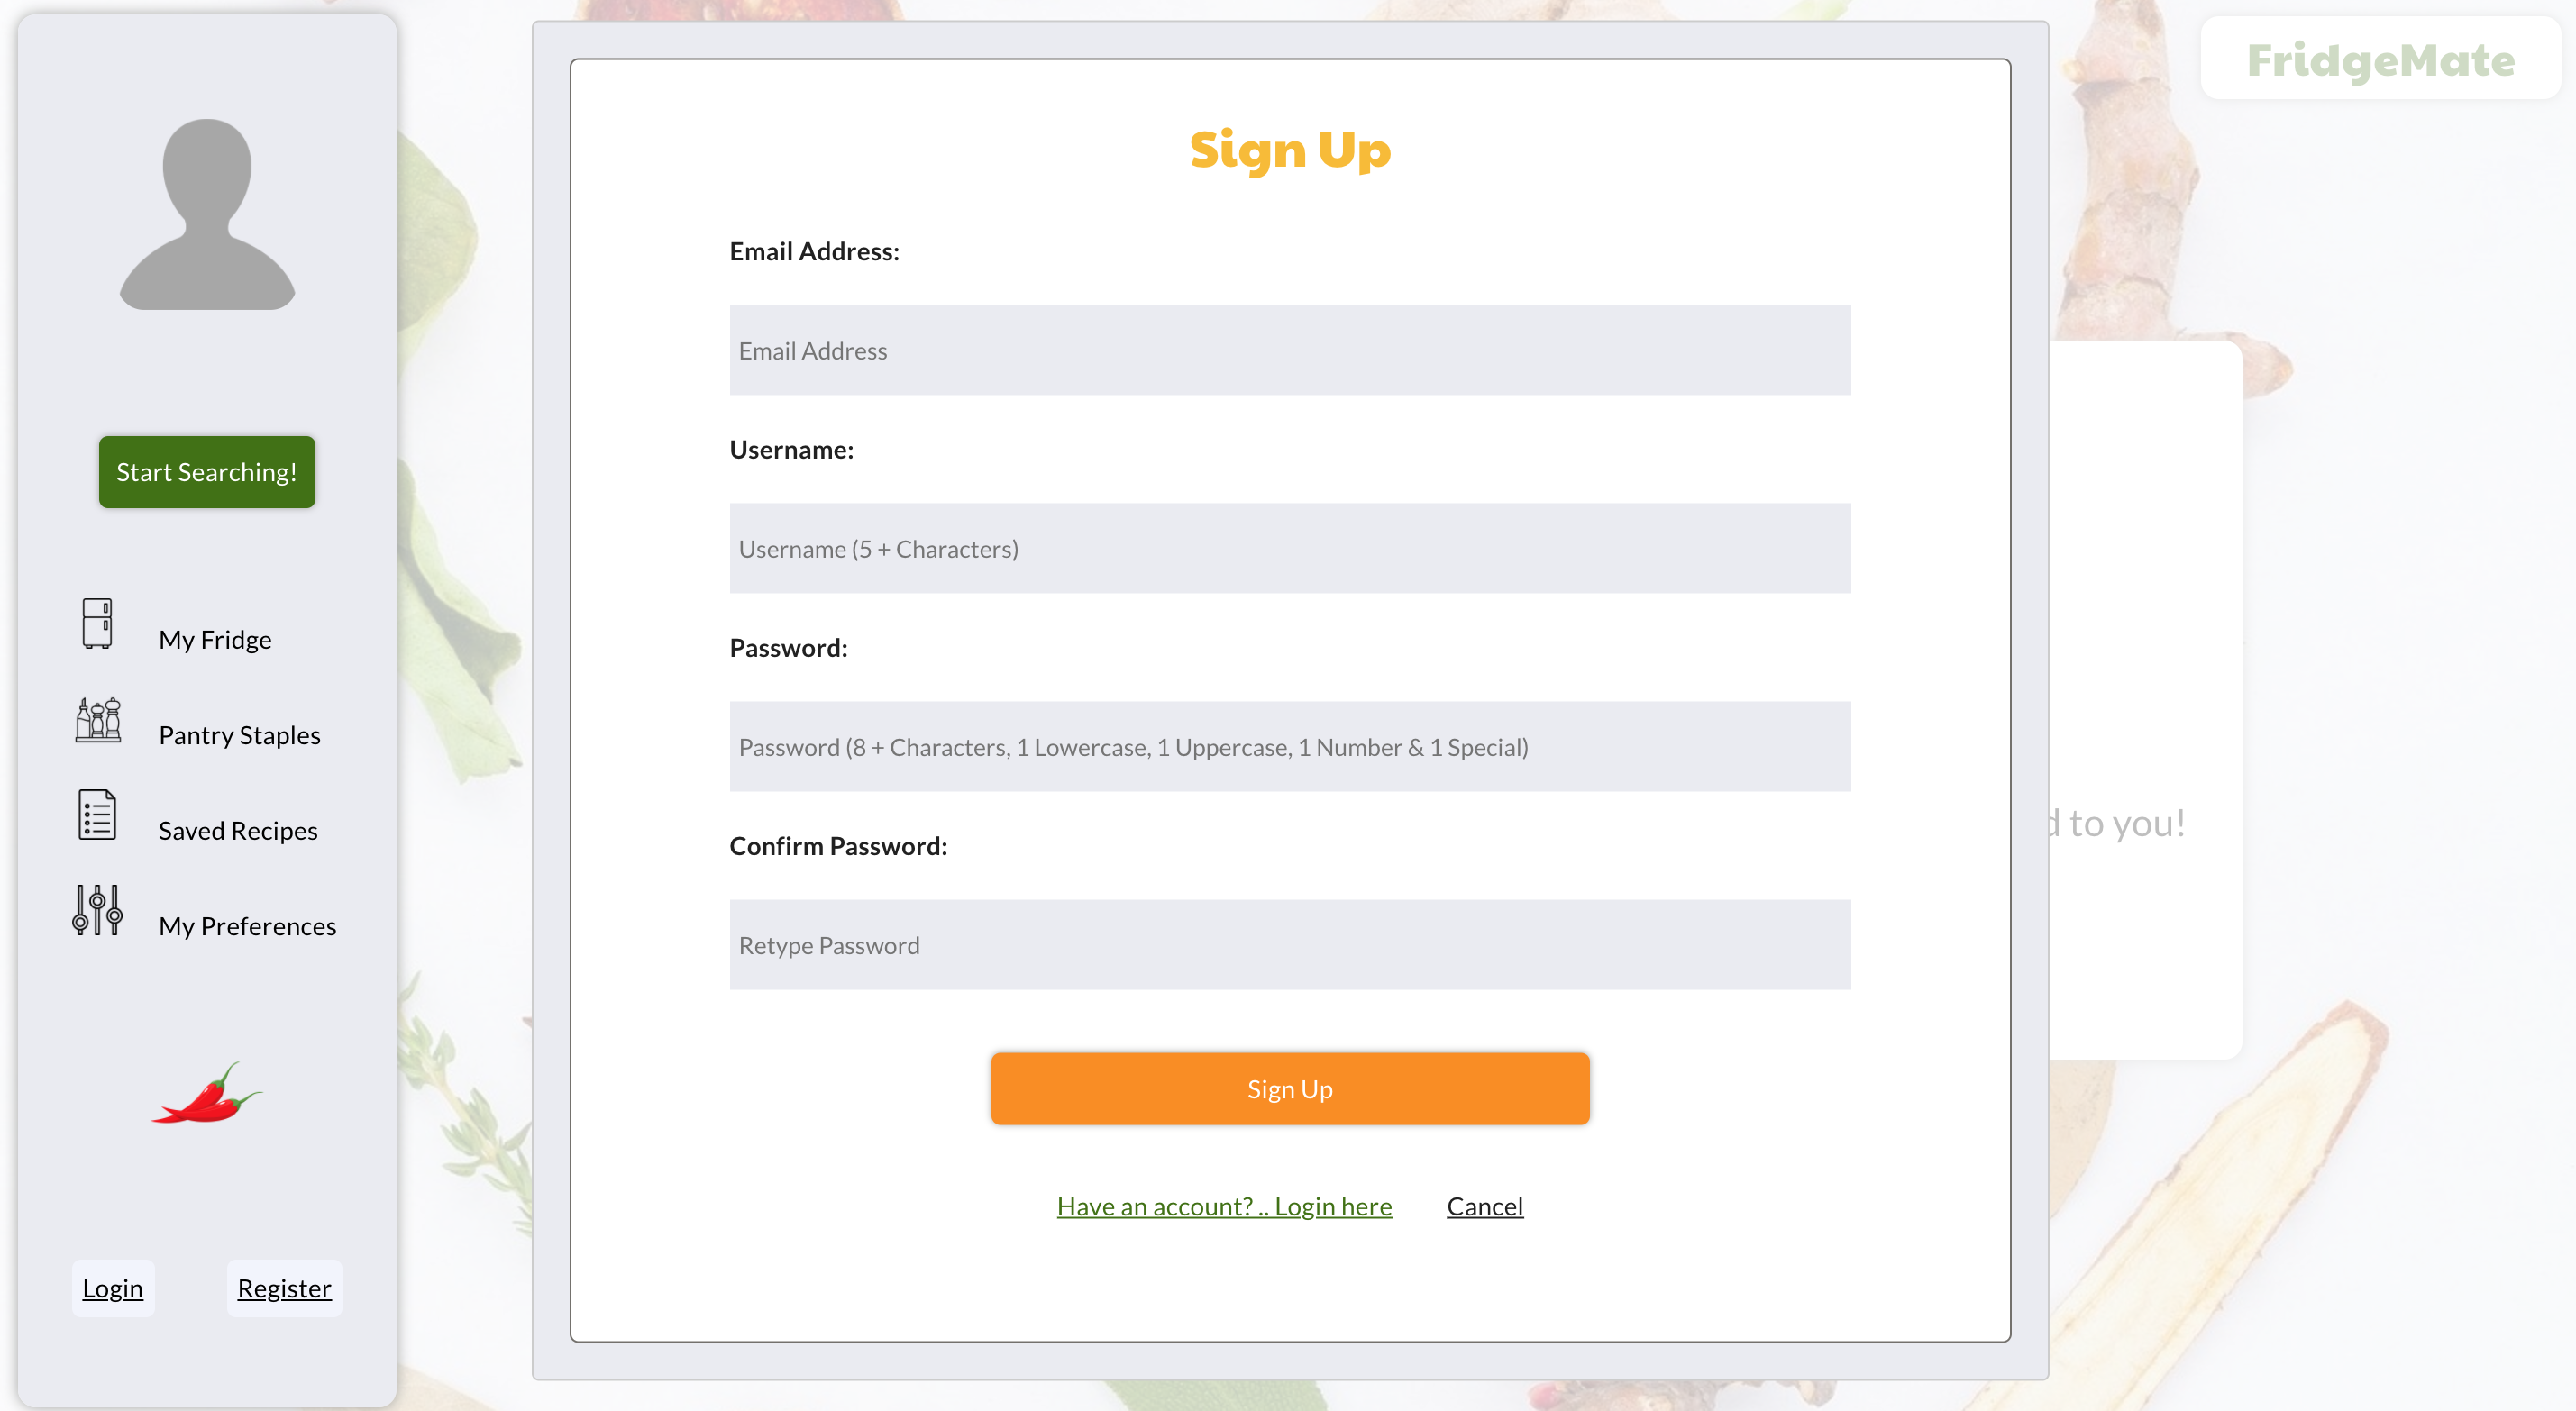 Start Searching!
My Fridge
Pantry Staples
Saved Recipes
My Preferences
Login
Register
Sign Up
Email Address:
Email Address
Username:
Username (5 + Characters)
Password:
Password (8 + Characters, 1 Lowercase, 1 Uppercase, 1 Number & 1 Special)
Confirm Password:
Retype Password
Sign Up
Have an account? .. Login here
Cancel
FridgeMate
to you!